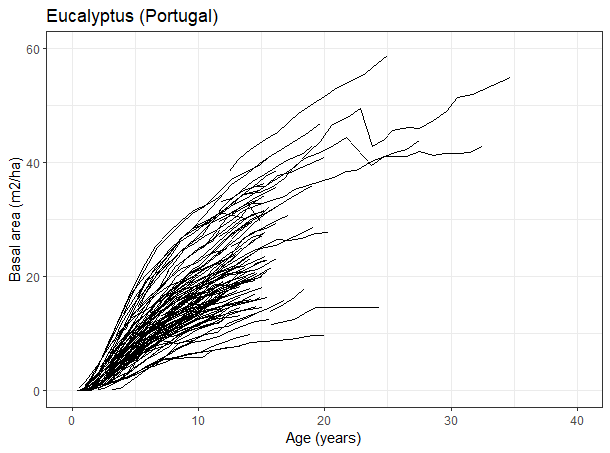 Eucalyptus (Portugal)
60
40
20
0
Basal area (m2/ha)
0 10 20 30 40
Age (years)